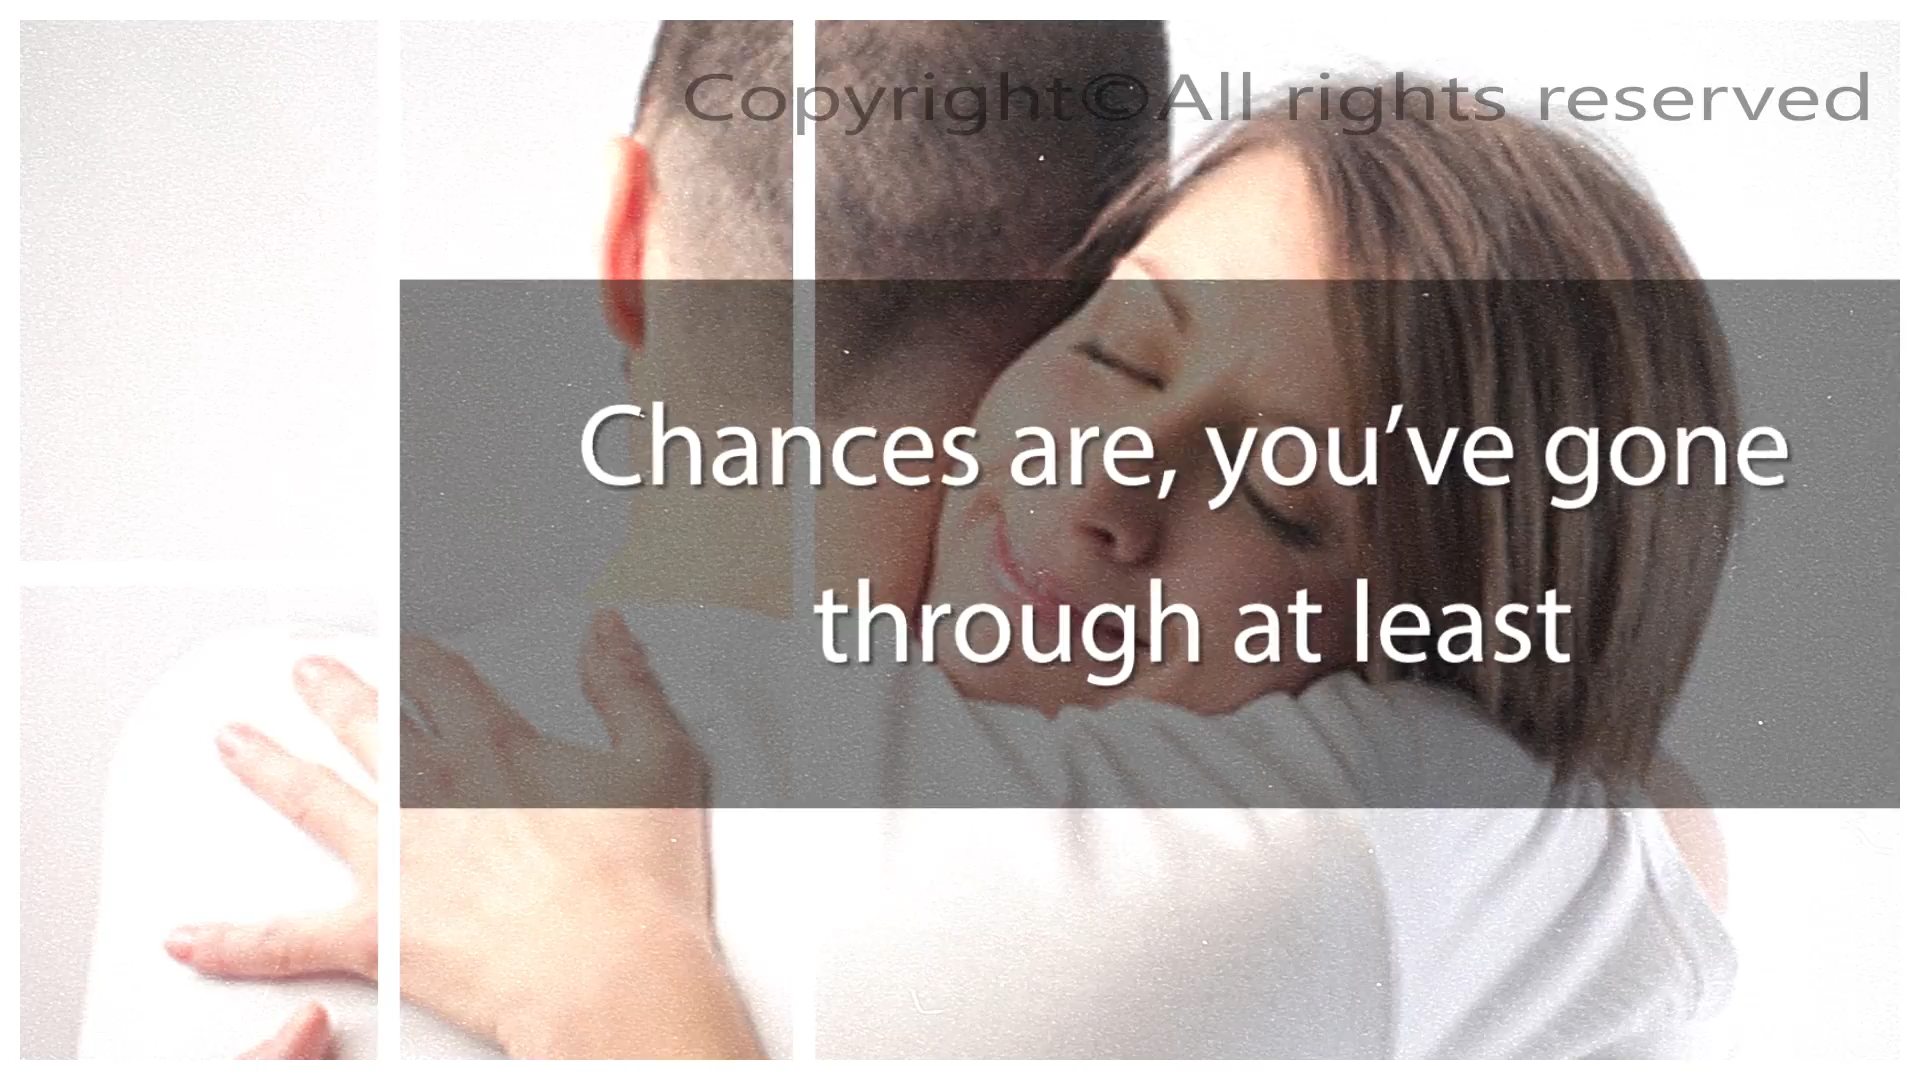 Copyright©All rights reserved
Chances are, you’ve gone
through at least